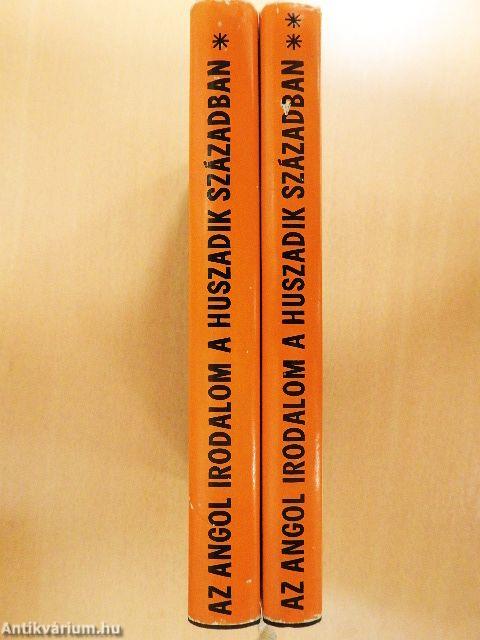 AZ ANGOL IRODALOM A HUSZADIK SZÁZADBAN *
AZ ANGOL IRODALOM A HUSZADIK SZÁZADBAN * *
Antikvárium.hu